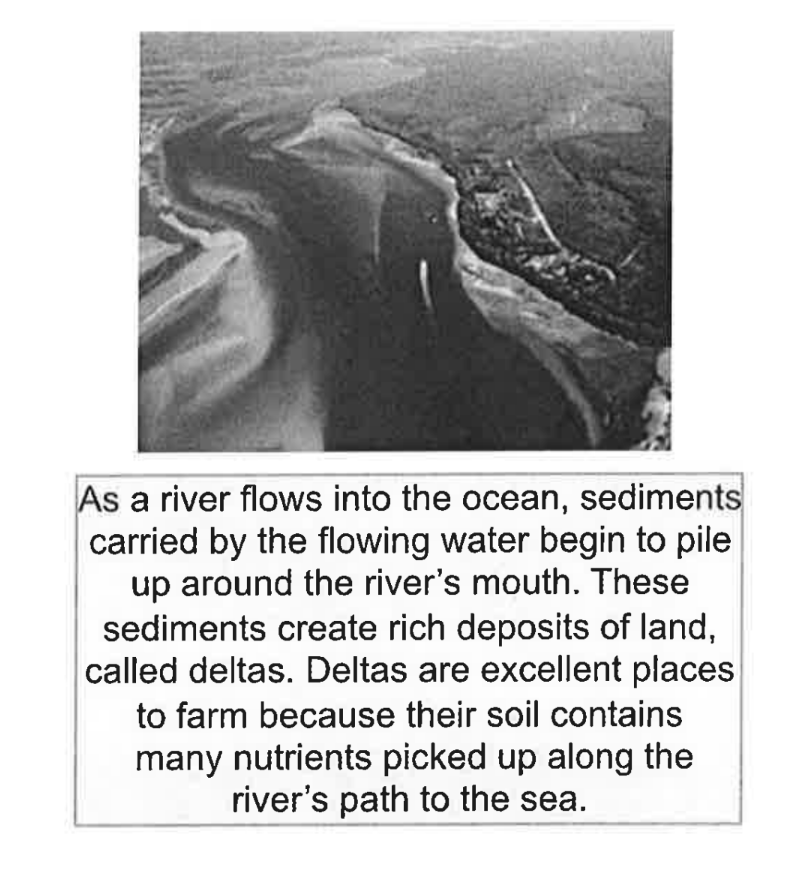 As a river flows into the ocean, sediments
carried by the flowing water begin to pile
up around the river's mouth. These
sediments create rich deposits of land,
called deltas. Deltas are excellent places
to farm because their soil contains
many nutrients picked up along the
river's path to the sea.